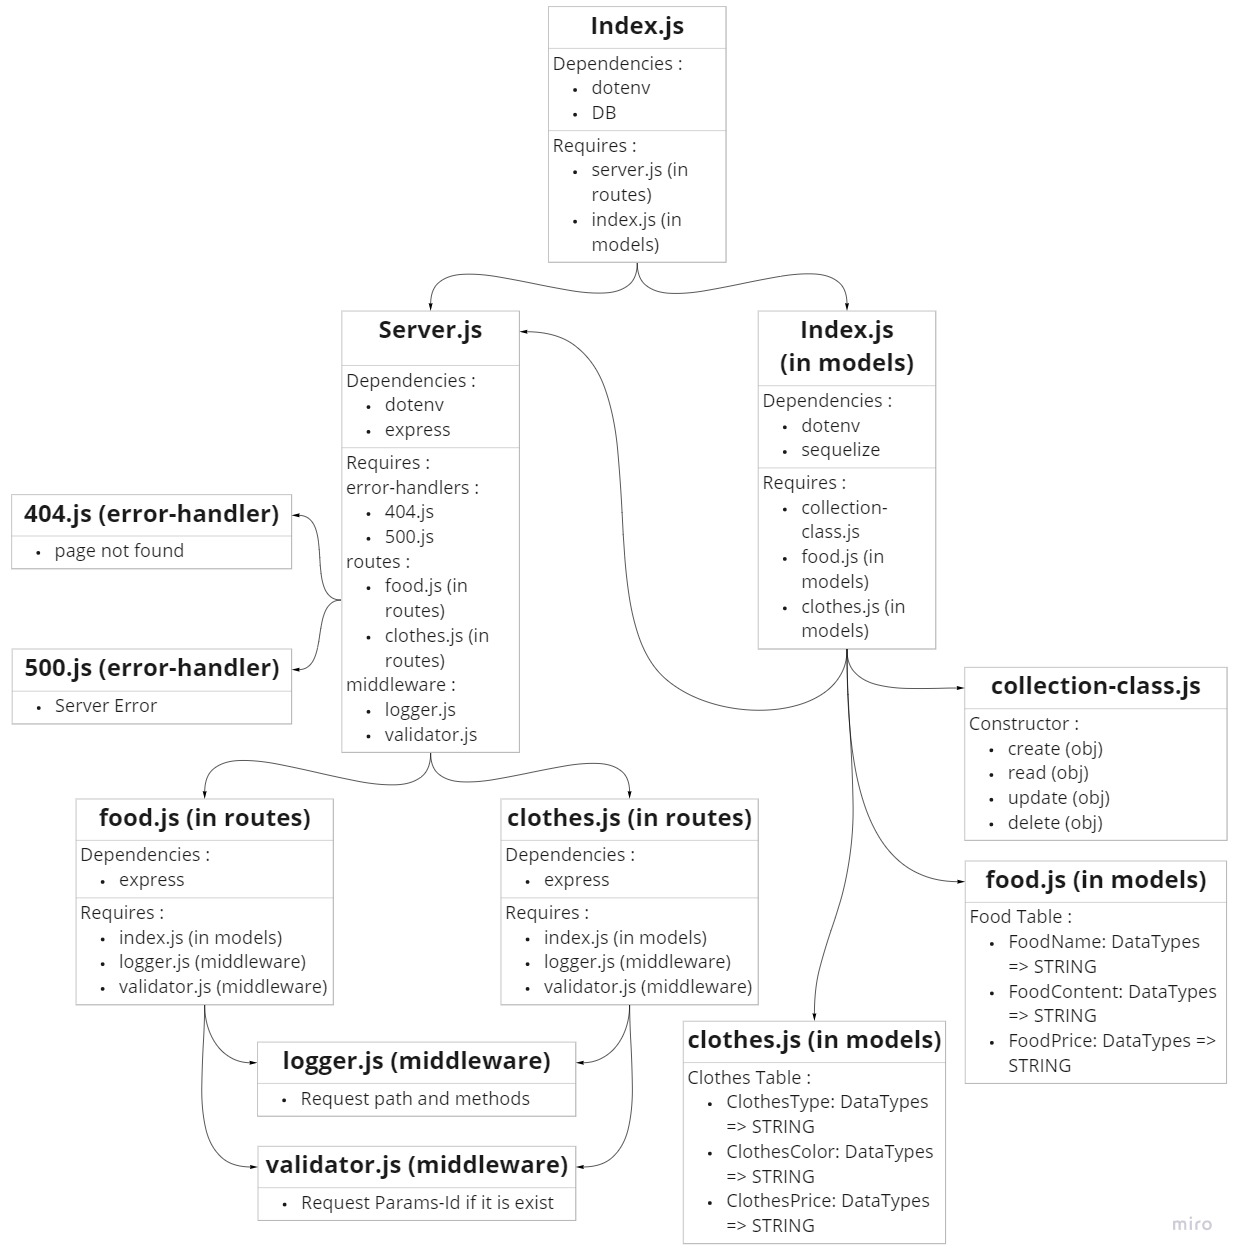 Index.js
Dependencies :
• dotenv
• DB
Requires :
• server.js (in
routes)
• index.js (in
models)
Server.js
Dependencies :
• dotenv
• express
Requires :
error-handlers :
• 404.js
• 500.js
routes :
• food.js (in
routes)
• clothes.js (in
routes)
middleware :
• logger.js
• validator.js
Index.js
(in models)
Dependencies :
• dotenv
• sequelize
Requires :
• collection-
class.js
• food.js (in
models)
• clothes.js (in
models)
404.js (error-handler)
• page not found
500.js (error-handler)
• Server Error
collection-class.js
Constructor :
• create (obj)
• read (obj)
• update (obj)
• delete (obj)
food.js (in routes)
Dependencies :
• express
Requires :
• index.js (in models)
• logger.js (middleware)
• validator.js (middleware)
clothes.js (in routes)
Dependencies :
• express
Requires :
• index.js (in models)
• logger.js (middleware)
• validator.js (middleware)
food.js (in models)
Food Table :
• FoodName: DataTypes
=> STRING
• FoodContent: DataTypes
=> STRING
• FoodPrice: DataTypes =>
STRING
logger.js (middleware)
• Request path and methods
validator.js (middleware)
• Request Params-Id if it is exist
clothes.js (in models)
Clothes Table :
• ClothesType: DataTypes
=> STRING
• ClothesColor: DataTypes
=> STRING
• ClothesPrice: DataTypes
=> STRING
miro